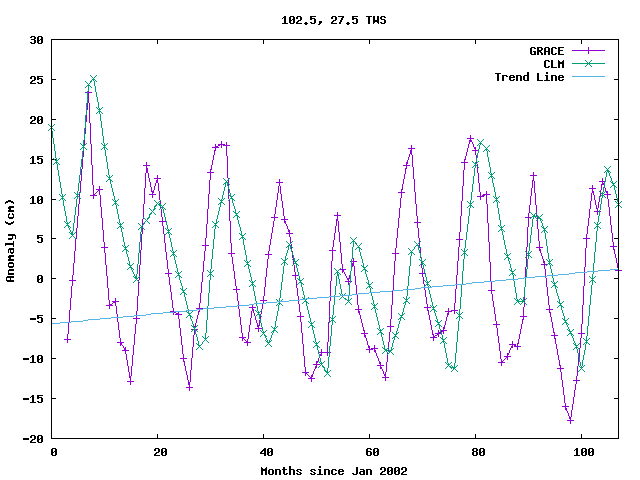 102.5, 27.5 TWS
GRACE
CLM
Trend Line
30
25
20
15
10
5
0
-5
-10
-15
-20
Anomaly (cm)
0 20 40 60 80 100
Months since Jan 2002